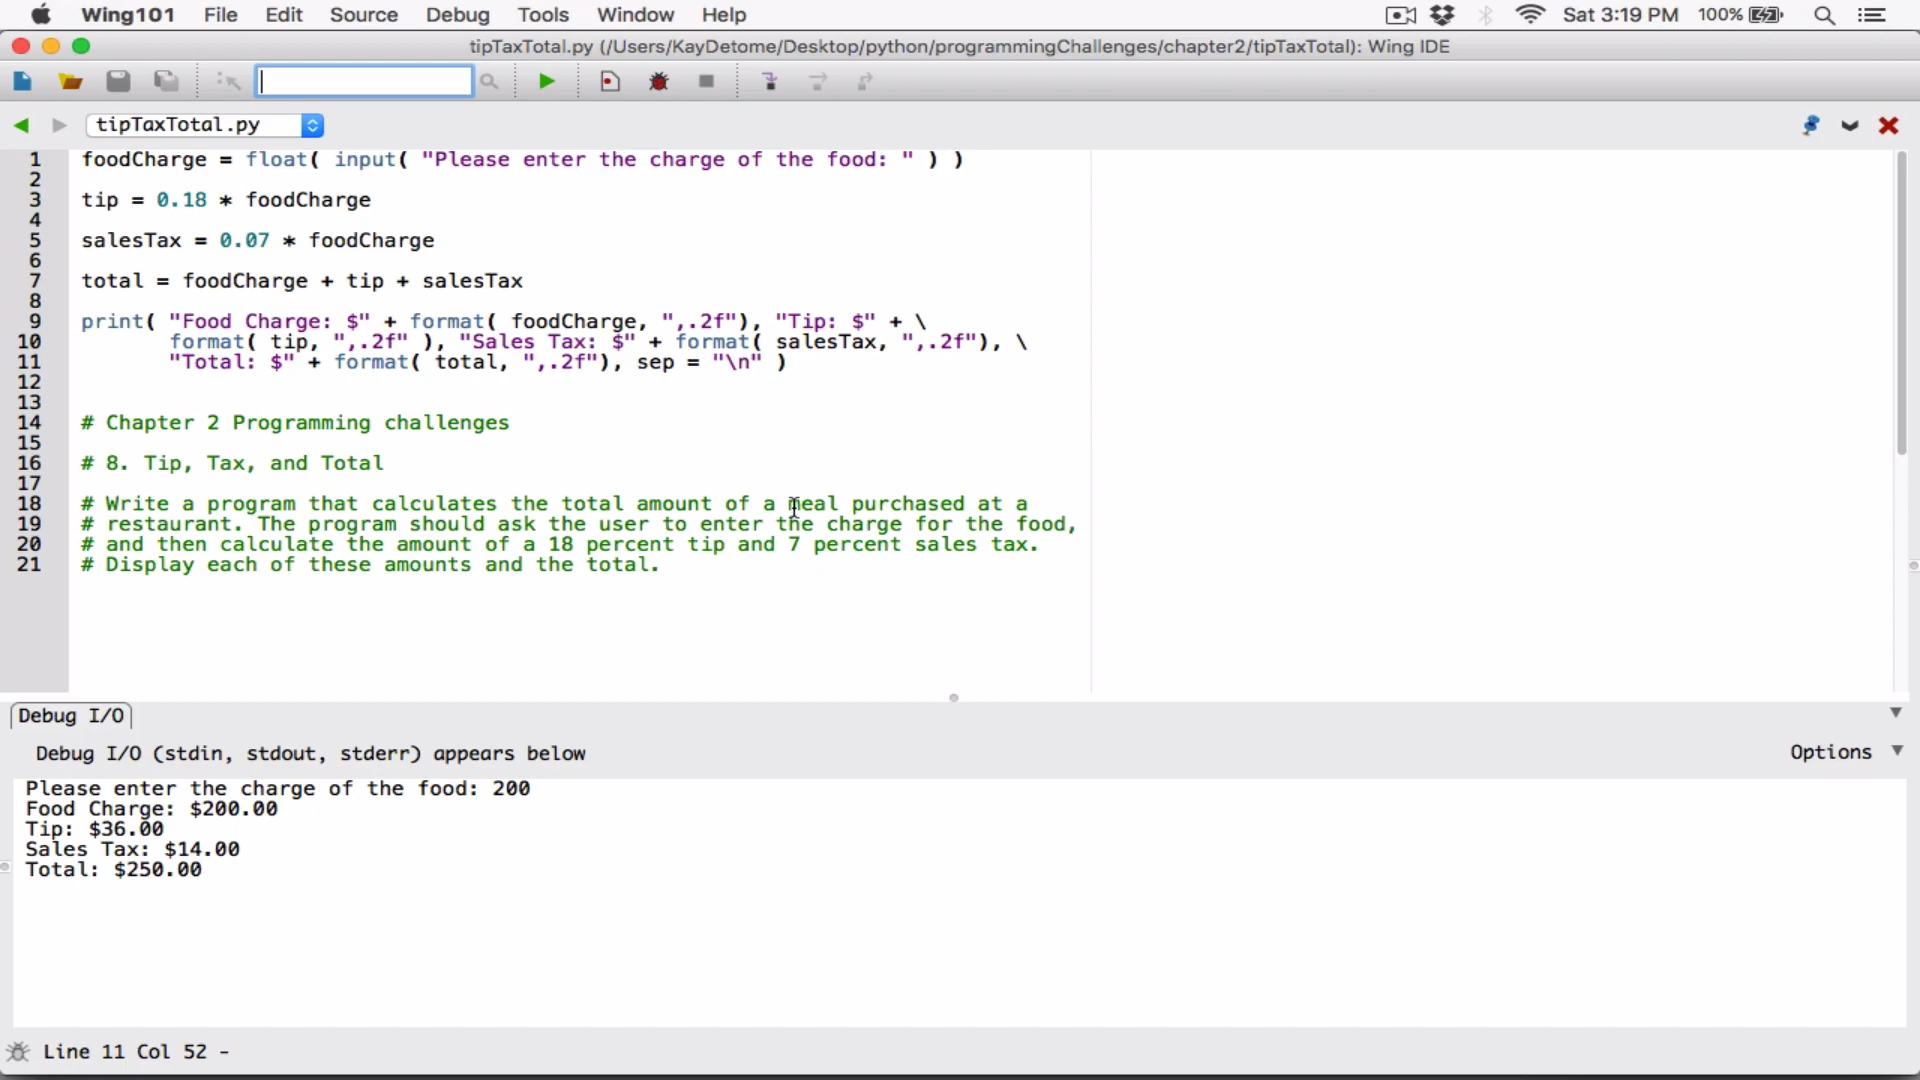 Wing101 File Edit Source Debug Tools Window Help Sat 3:19 PM 100%
tipTaxTotal.py (/Users/KayDetome/Desktop/python/programmingChallenges/chapter2/tipTaxTotal): Wing IDE
tipTaxTotal.py
1 foodCharge = float( input( "Please enter the charge of the food: " ) )
2
3 tip = 0.18 * foodCharge
4
5 salesTax = 0.07 * foodCharge
6
7 total = foodCharge + tip + salesTax
8
9 print( "Food Charge: $" + format( foodCharge, ",.2f"), "Tip: $" + \
10 format( tip, ",.2f" ), "Sales Tax: $" + format( salesTax, ",.2f"), \
11 "Total: $" + format( total, ",.2f"), sep = "\n" )
12
13
14 # Chapter 2 Programming challenges
15
16 # 8. Tip, Tax, and Total
17
18 # Write a program that calculates the total amount of a meal purchased at a
19 # restaurant. The program should ask the user to enter the charge for the food,
20 # and then calculate the amount of a 18 percent tip and 7 percent sales tax.
21 # Display each of these amounts and the total.
Debug I/O
Debug I/O (stdin, stdout, stderr) appears below Options
Please enter the charge of the food: 200
Food Charge: $200.00
Tip: $36.00
Sales Tax: $14.00
Total: $250.00
Line 11 Col 52 -